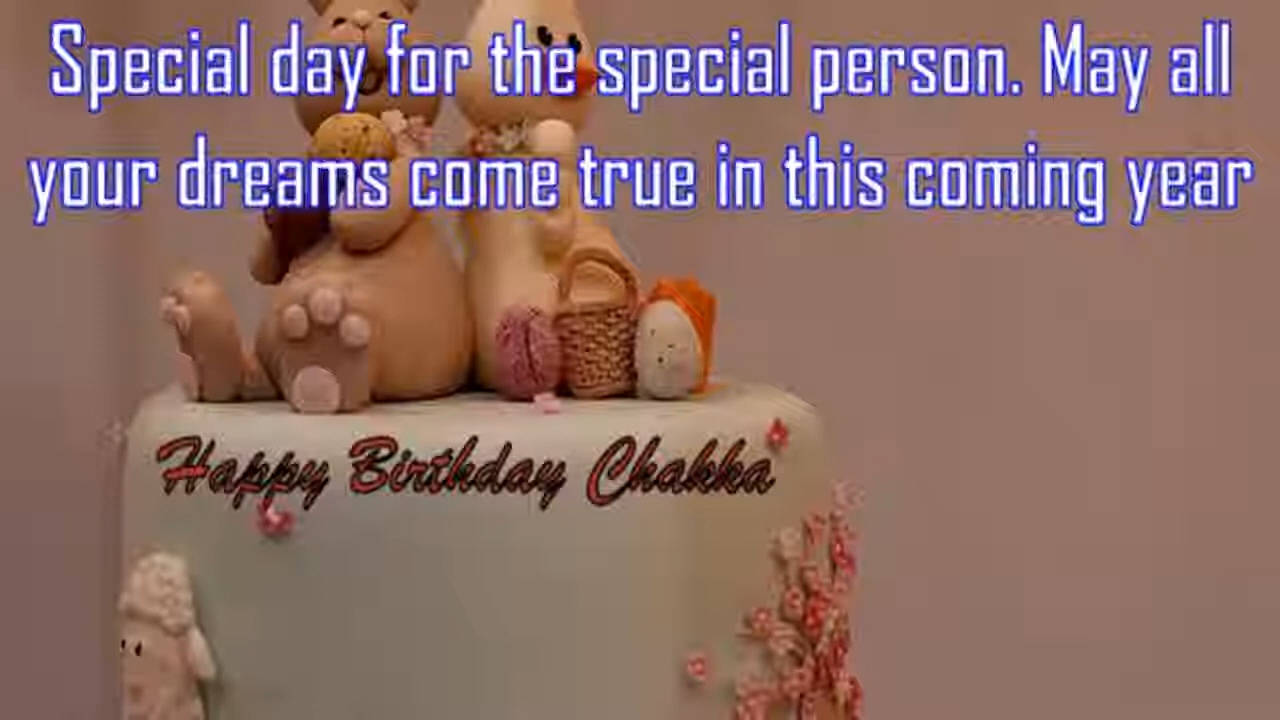 Special day for the special person. May all
your dreams come true in this coming year
Happy Birthday Chakka